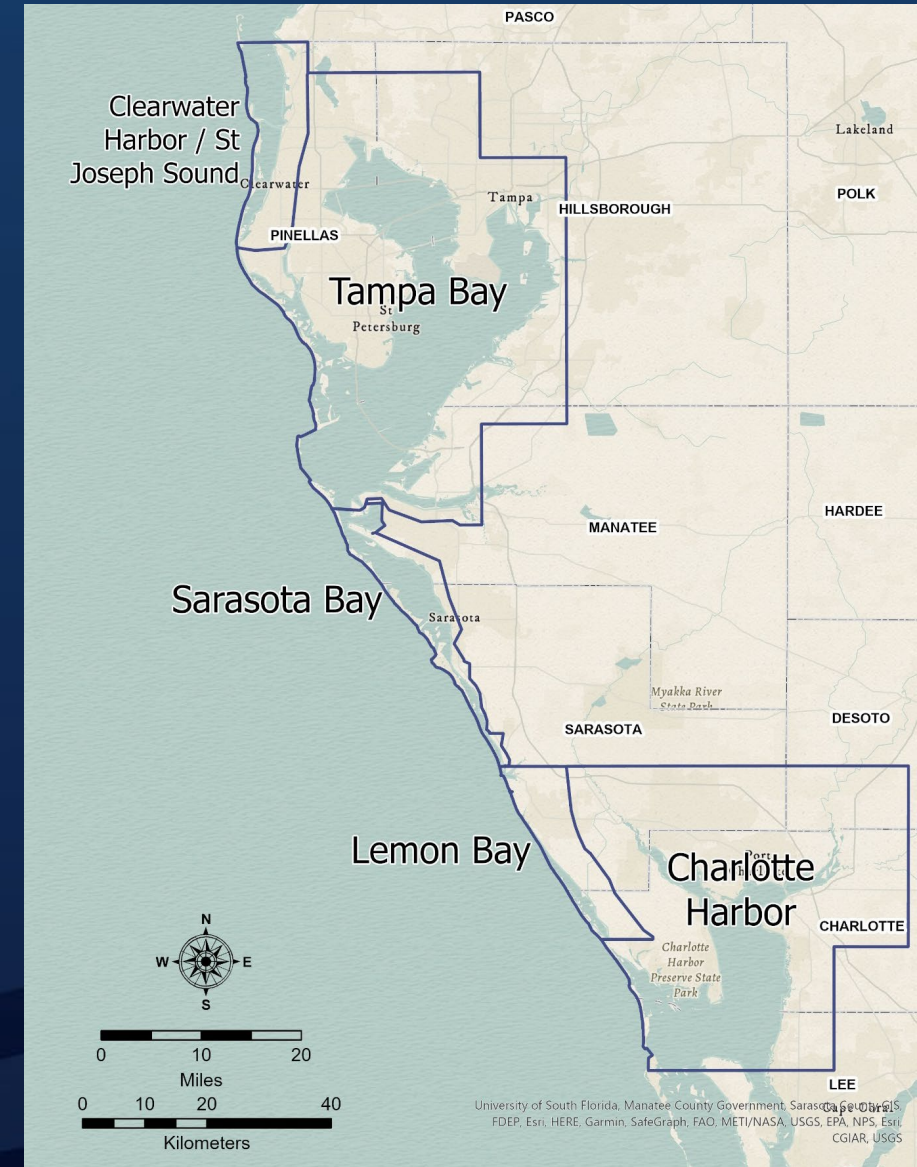 PASCO
Clearwater
Harbor / St
Joseph Sound
Lakeland
Clearwater
Tampa
POLK
HILLSBOROUGH
PINELLAS
Tampa Bay
St
Petersburg
HARDEE
MANATEE
Sarasota Bay
Sarasota
Myakka River
State Park
DESOTO
SARASOTA
Lemon Bay
Port
Charlotte
Harbor
CHARLOTTE
Charlotte
Harbor
Preserve State
Park
N
W
E
S
0
10
20
Miles
LEE
0
10
20
40
Kilometers
Cape Coral
University of South Florida, Manatee County Government, Sarasota County GIS,
FDEP, Esri, HERE, Garmin, SafeGraph, FAO, METI/NASA, USGS, EPA, NPS, Esri,
CGIAR, USGS